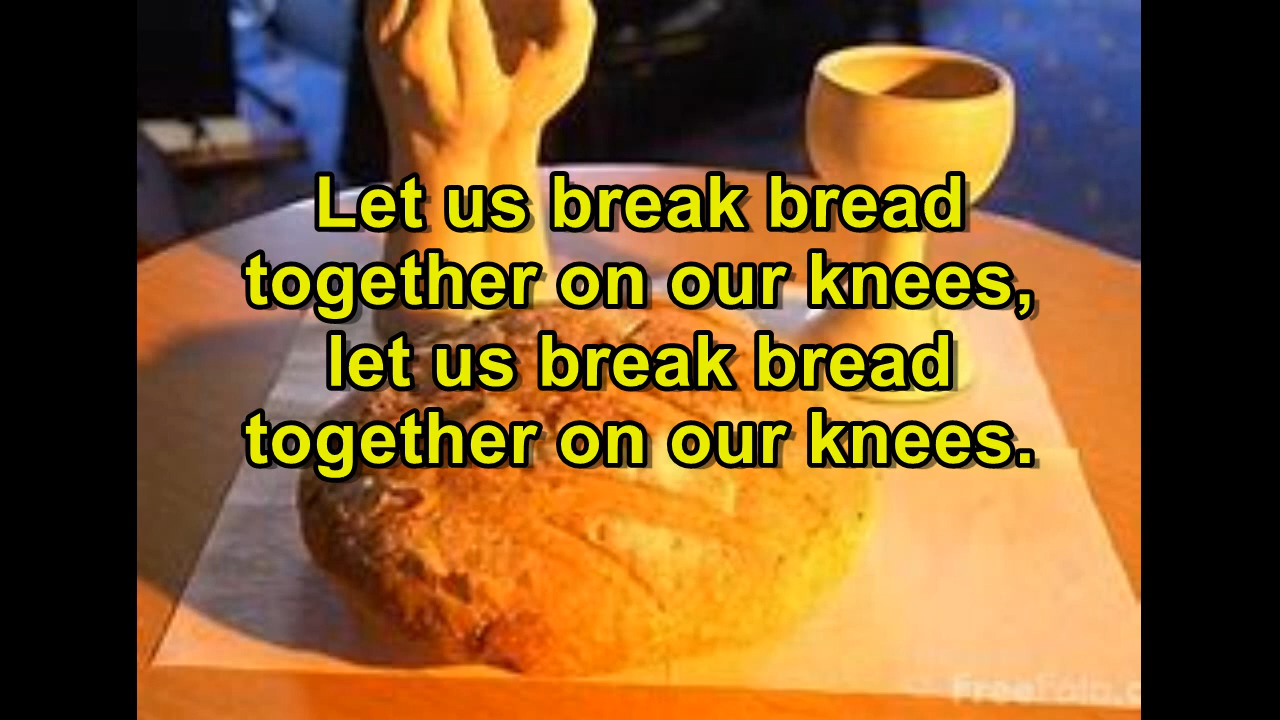 Let us break bread
together on our knees,
let us break bread
together on our knees.